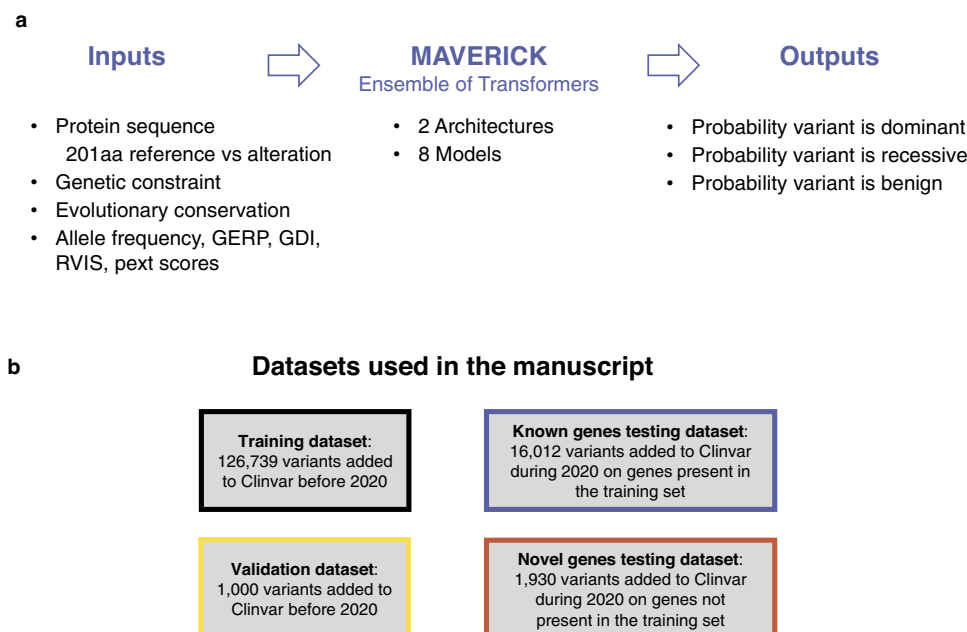 a
Inputs
MAVERICK
Ensemble of Transformers
Outputs
• Protein sequence
201aa reference vs alteration
• Genetic constraint
• Evolutionary conservation
• Allele frequency, GERP, GDI,
RVIS, pext scores
• 2 Architectures
• 8 Models
• Probability variant is dominant
• Probability variant is recessive
• Probability variant is benign
b
Datasets used in the manuscript
Training dataset:
126,739 variants added
to Clinvar before 2020
Known genes testing dataset:
16,012 variants added to Clinvar
during 2020 on genes present in
the training set
Validation dataset:
1,000 variants added to
Clinvar before 2020
Novel genes testing dataset:
1,930 variants added to Clinvar
during 2020 on genes not
present in the training set